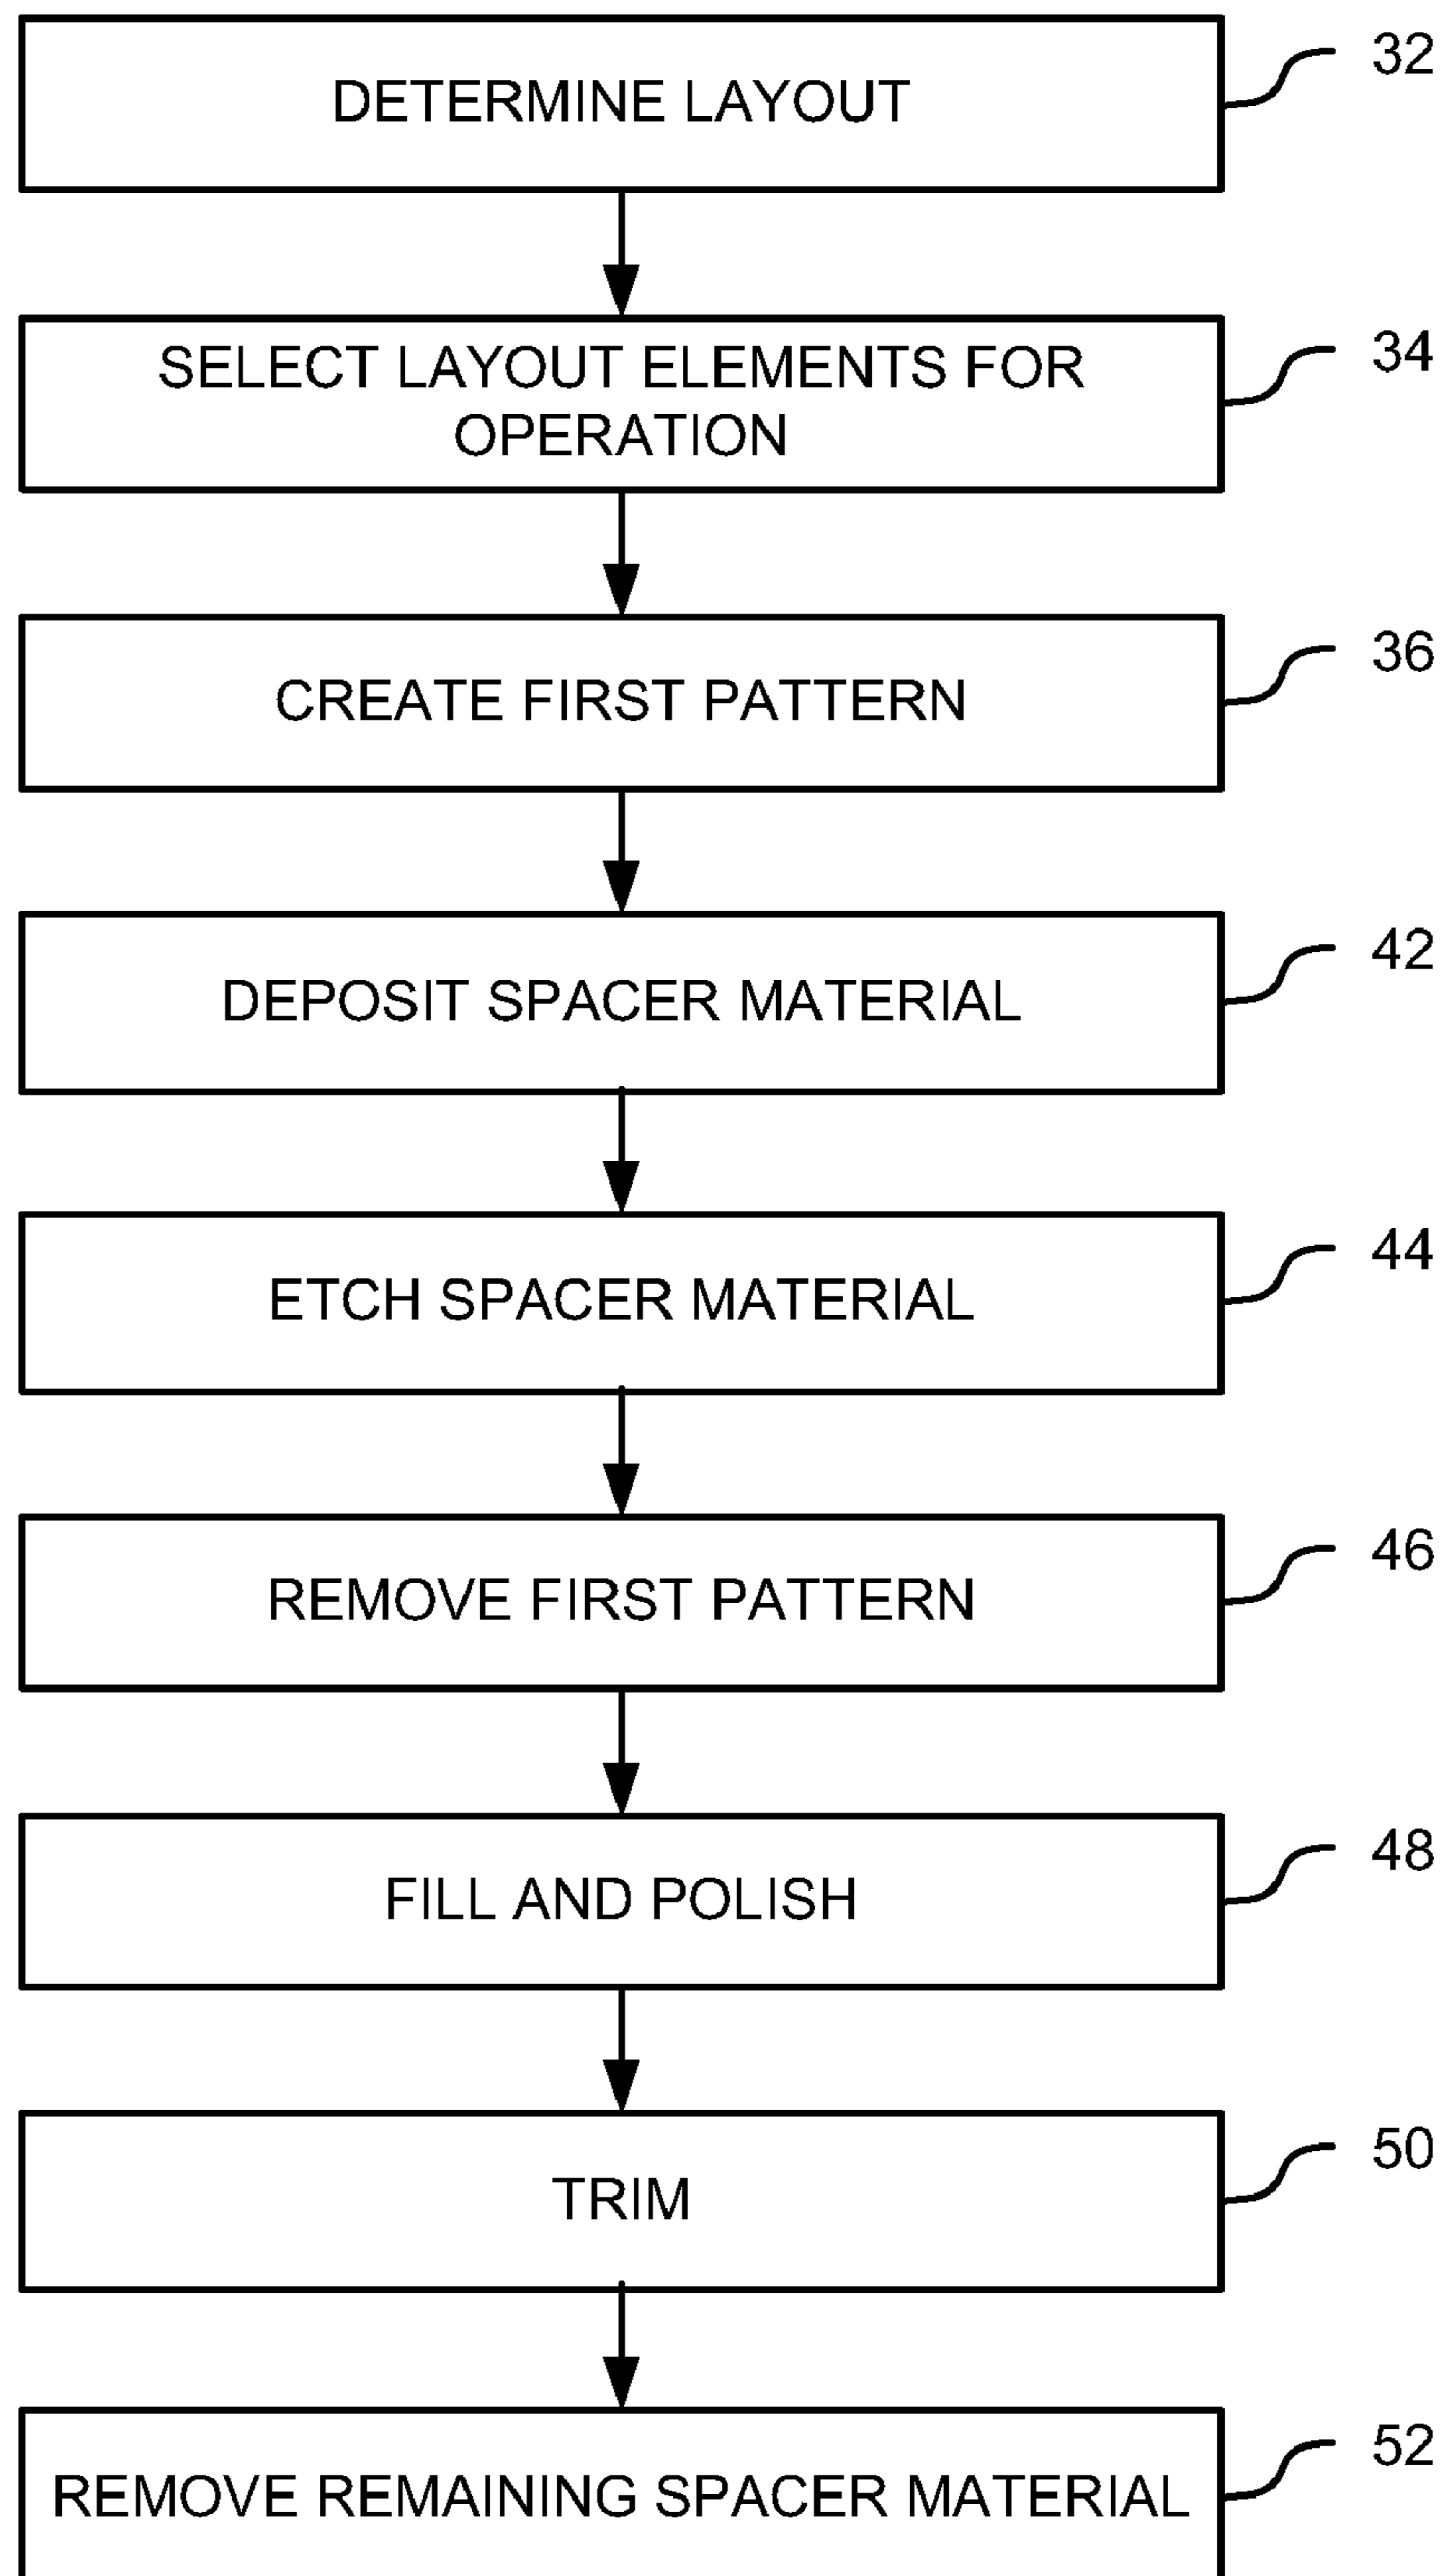 DETERMINE LAYOUT
32
SELECT LAYOUT ELEMENTS FOR
OPERATION
34
CREATE FIRST PATTERN
36
DEPOSIT SPACER MATERIAL
42
ETCH SPACER MATERIAL
44
REMOVE FIRST PATTERN
46
FILL AND POLISH
48
TRIM
50
REMOVE REMAINING SPACER MATERIAL
52